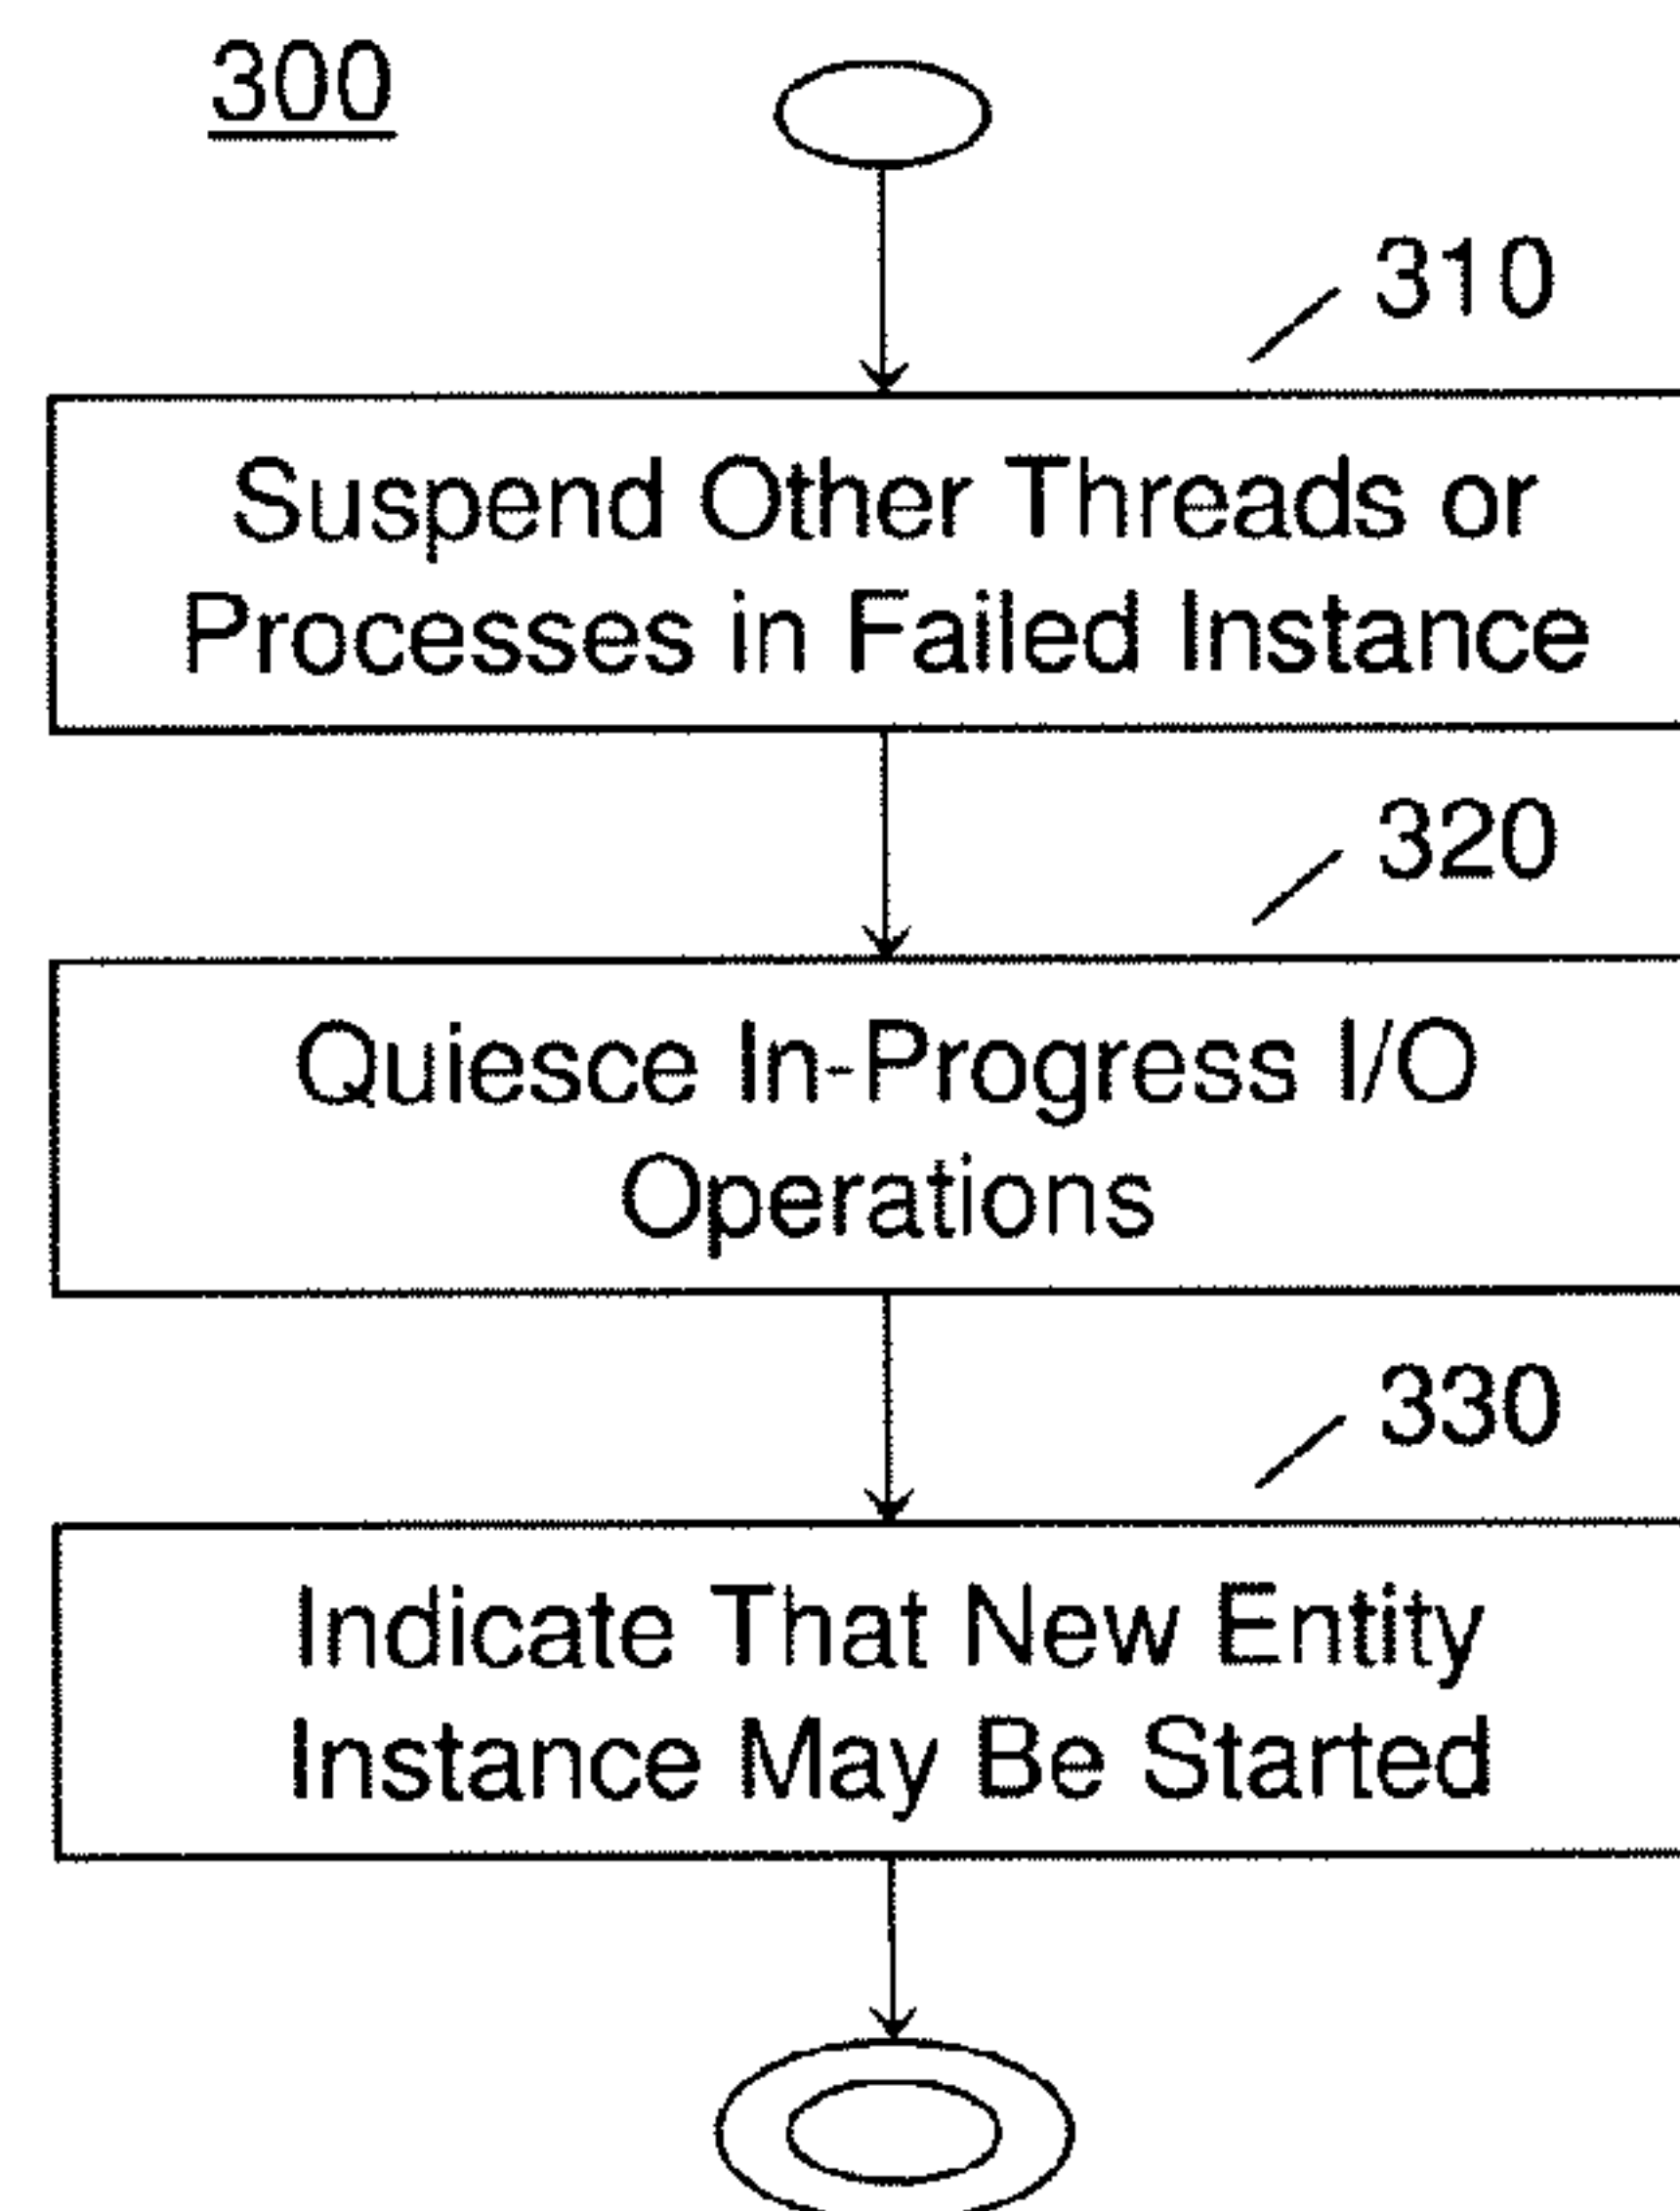 300
310
Suspend Other Threads or
Processes in Failed Instance
320
Quiesce In-Progress I/O
Operations
330
Indicate That New Entity
Instance May Be Started